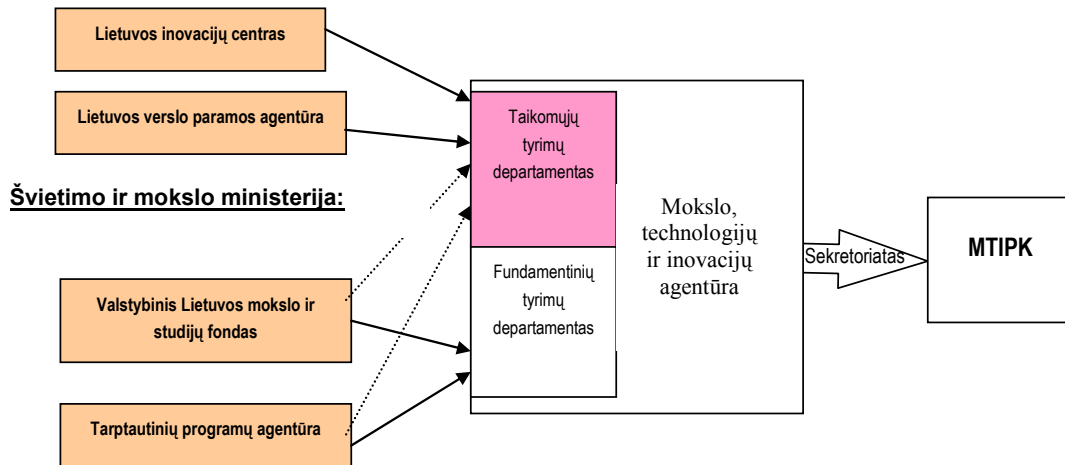 Lietuvos inovacijų centras
Lietuvos verslo paramos agentūra
Švietimo ir mokslo ministerija:
Valstybinis Lietuvos mokslo ir
studijų fondas
Tarptautinių programų agentūra
Taikomųjų
tyrimų
departamentas
Fundamentinių
tyrimų
departamentas
Mokslo,
technologijų
ir inovacijų
agentūra
Sekretoriatas
MTIPK